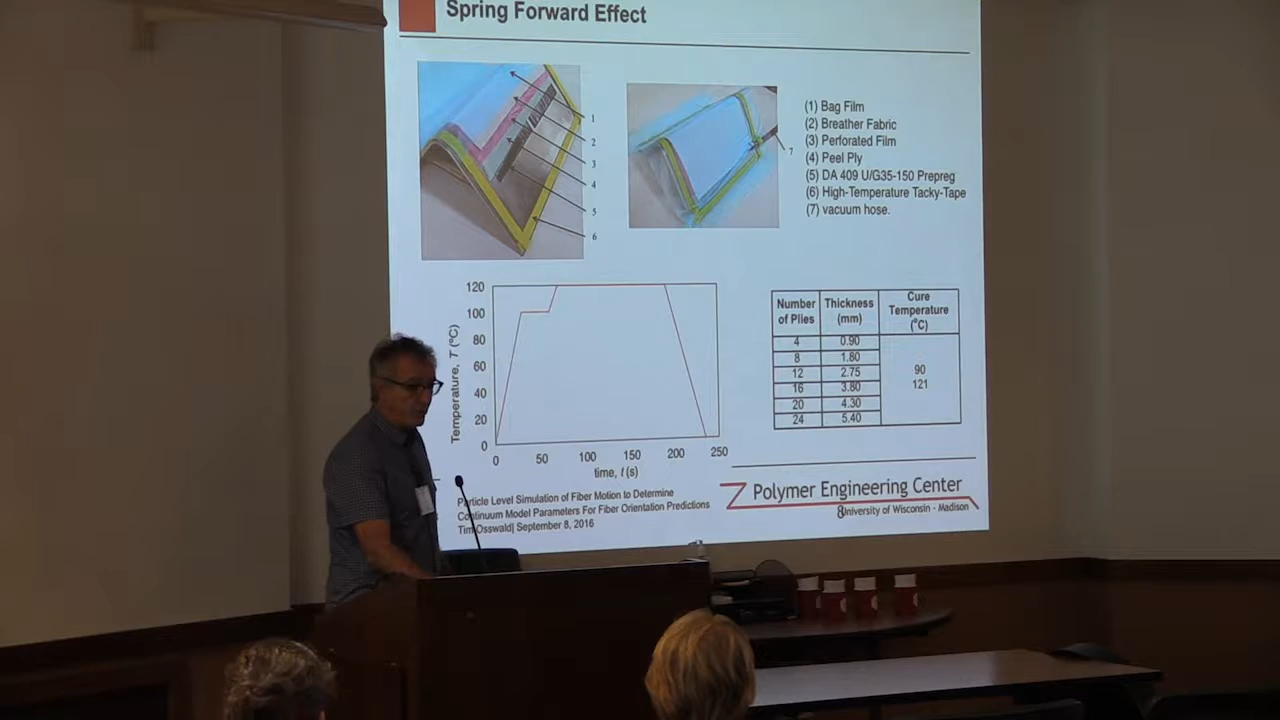 Spring Forward Effect
1
2
3
4
5
6
7
(1) Bag Film
(2) Breather Fabric
(3) Perforated Film
(4) Peel Ply
(5) DA 409 U/G35-150 Prepreg
(6) High-Temperature Tacky-Tape
(7) vacuum hose.
Temperature, T (°C)
120
100
80
60
40
20
0
0 50 100 150 200 250
time, t (s)
Number of Plies
Thickness (mm)
Cure Temperature (°C)
4 0.90
8 1.80
12 2.75
16 3.80
20 4.30
24 5.40
90
121
Particle Level Simulation of Fiber Motion to Determine
Continuum Model Parameters For Fiber Orientation Predictions
Tim Osswald| September 8, 2016
Polymer Engineering Center
8
University of Wisconsin - Madison